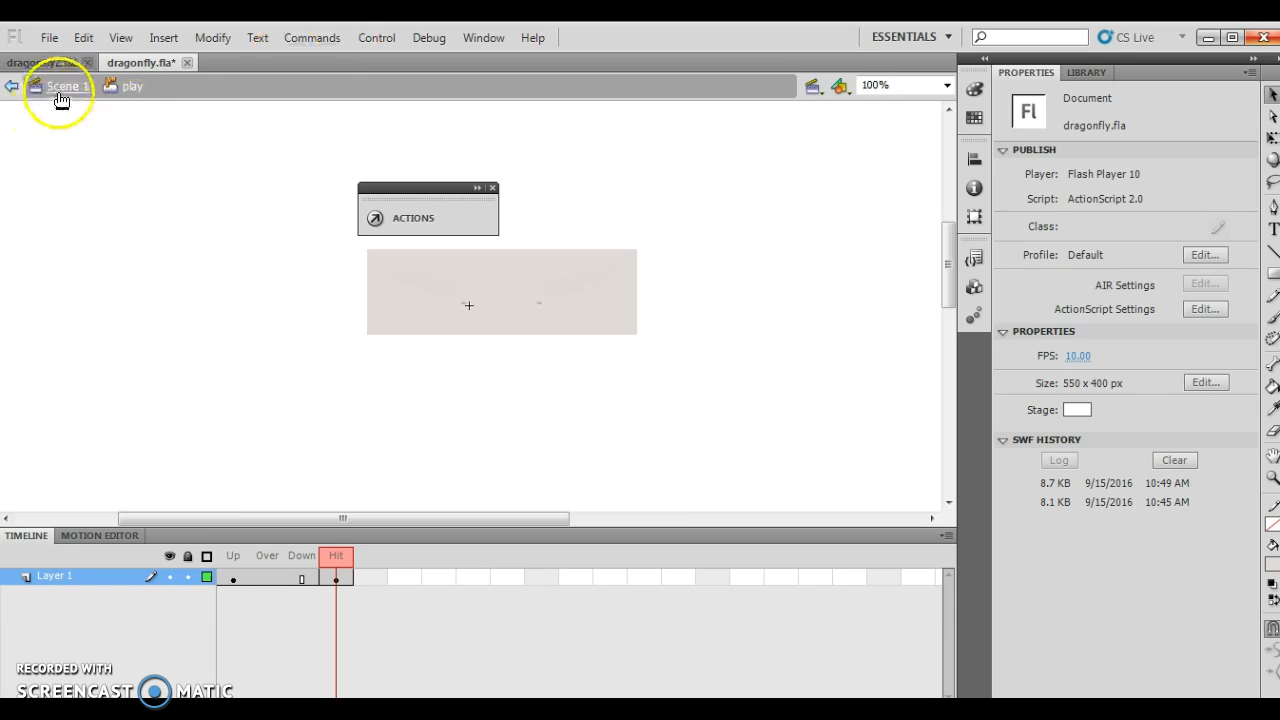 Fl File Edit View Insert Modify Text Commands Control Debug Window Help ESSENTIALS CS Live
dragonfly.fla*
Scene 1 play 100%
PROPERTIES LIBRARY
Fl Document
dragonfly.fla
PUBLISH
Player: Flash Player 10
Script: ActionScript 2.0
Class:
Profile: Default Edit...
AIR Settings Edit...
ActionScript Settings Edit...
PROPERTIES
FPS: 10.00
Size: 550 x 400 px Edit...
Stage:
SWF HISTORY
Log Clear
8.7 KB 9/15/2016 10:49 AM
8.1 KB 9/15/2016 10:45 AM
ACTIONS
TIMELINE MOTION EDITOR
Up Over Down Hit
Layer 1
RECORDED WITH
SCREENCAST MATIC